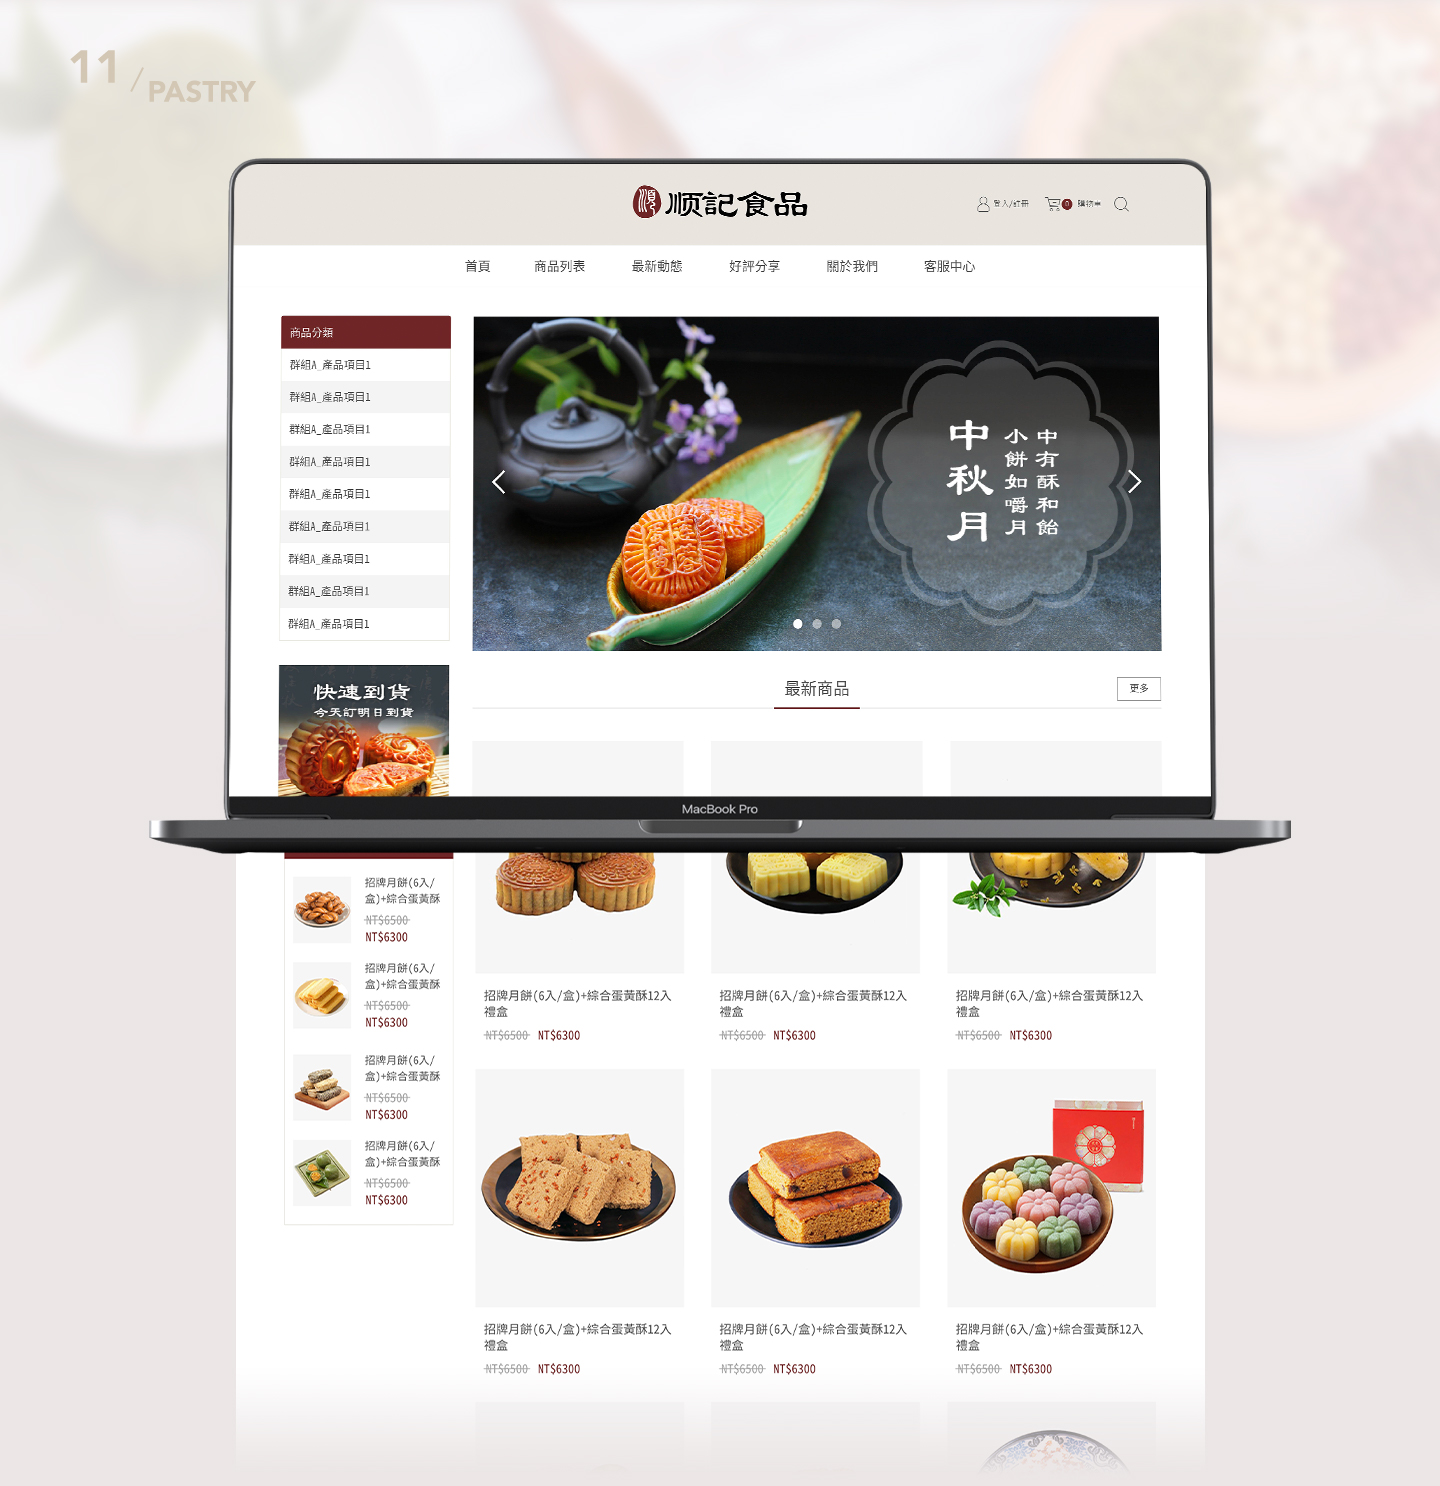 11 / PASTRY
順記食品
登入/註冊 0 購物車
首頁 商品列表 最新動態 好評分享 關於我們 客服中心
商品分類
群組A_產品項目1
群組A_產品項目1
群組A_產品項目1
群組A_產品項目1
群組A_產品項目1
群組A_產品項目1
群組A_產品項目1
群組A_產品項目1
群組A_產品項目1
中秋月
中有酥和飴
小餅如嚼月
快速到貨
今天訂明日到貨
最新商品
更多
MacBook Pro
招牌月餅(6入/
盒)+綜合蛋黃酥
NT$6500
NT$6300
招牌月餅(6入/
盒)+綜合蛋黃酥
NT$6500
NT$6300
招牌月餅(6入/
盒)+綜合蛋黃酥
NT$6500
NT$6300
招牌月餅(6入/
盒)+綜合蛋黃酥
NT$6500
NT$6300
招牌月餅(6入/盒)+綜合蛋黃酥12入
禮盒
NT$6500 NT$6300
招牌月餅(6入/盒)+綜合蛋黃酥12入
禮盒
NT$6500 NT$6300
招牌月餅(6入/盒)+綜合蛋黃酥12入
禮盒
NT$6500 NT$6300
招牌月餅(6入/盒)+綜合蛋黃酥12入
禮盒
NT$6500 NT$6300
招牌月餅(6入/盒)+綜合蛋黃酥12入
禮盒
NT$6500 NT$6300
招牌月餅(6入/盒)+綜合蛋黃酥12入
禮盒
NT$6500 NT$6300